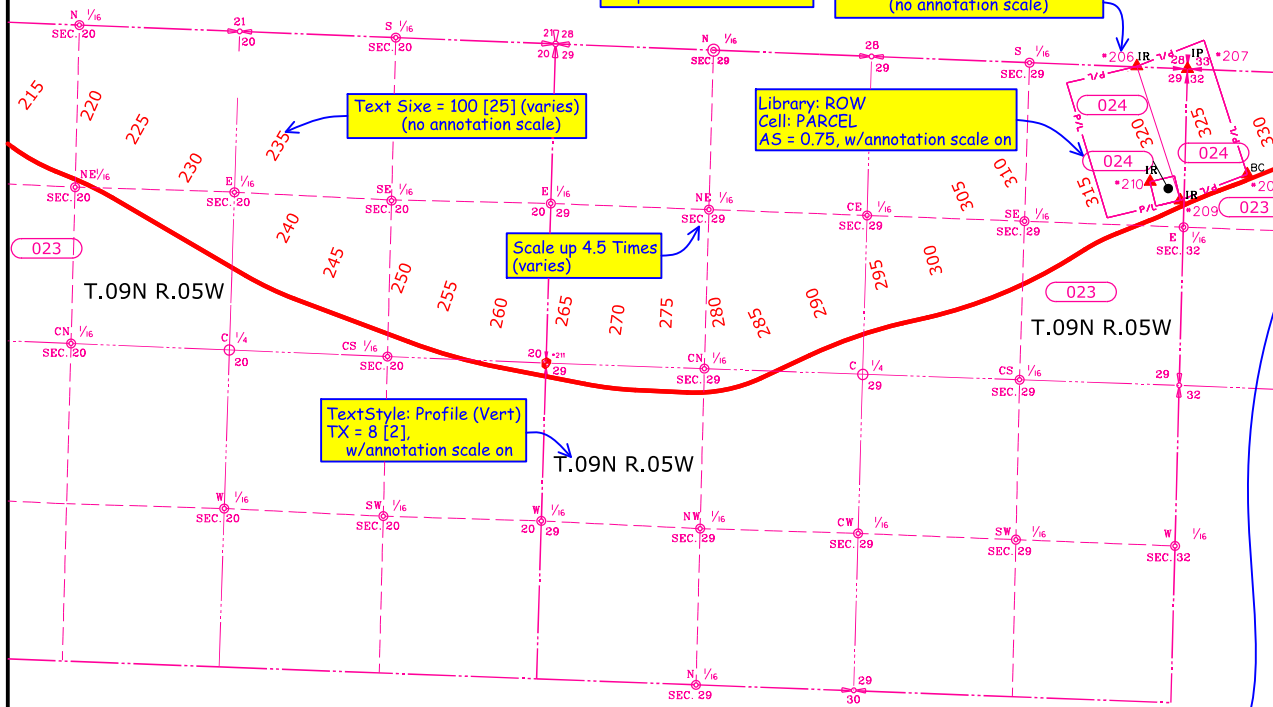 (no annotation scale)
N 1/16
SEC. 20
21
20
S 1/16
SEC. 20
21 28
20 29
N 1/16
SEC. 29
28
29
S 1/16
SEC. 29
*206
IR
P/L
28 33
29 32
IP
*207
215
220
225
230
235
Text Sixe = 100 [25] (varies)
(no annotation scale)
Library: ROW
Cell: PARCEL
AS = 0.75, w/annotation scale on
P/L
024
P/L
320
325
330
P/L
024
024
NE 1/16
SEC. 20
E 1/16
SEC. 20
SE 1/16
SEC. 20
E 1/16
20 29
NE 1/16
SEC. 29
CE 1/16
SEC. 29
305
310
SE 1/16
SEC. 29
315
*210
IR
P/L
IR
*209
P/L
BC
*20
023
E 1/16
SEC. 32
023
240
245
250
255
260
265
270
275
280
285
290
295
300
Scale up 4.5 Times
(varies)
T.09N R.05W
023
T.09N R.05W
CN 1/16
SEC. 20
C 1/4
20
CS 1/16
SEC. 20
20 *211
29
CN 1/16
SEC. 29
C 1/4
29
CS 1/16
SEC. 29
29
32
TextStyle: Profile (Vert)
TX = 8 [2],
w/annotation scale on
T.09N R.05W
W 1/16
SEC. 20
SW 1/16
SEC. 20
W 1/16
20 29
NW 1/16
SEC. 29
CW 1/16
SEC. 29
SW 1/16
SEC. 29
W 1/16
SEC. 32
N 1/16
SEC. 29
29
30